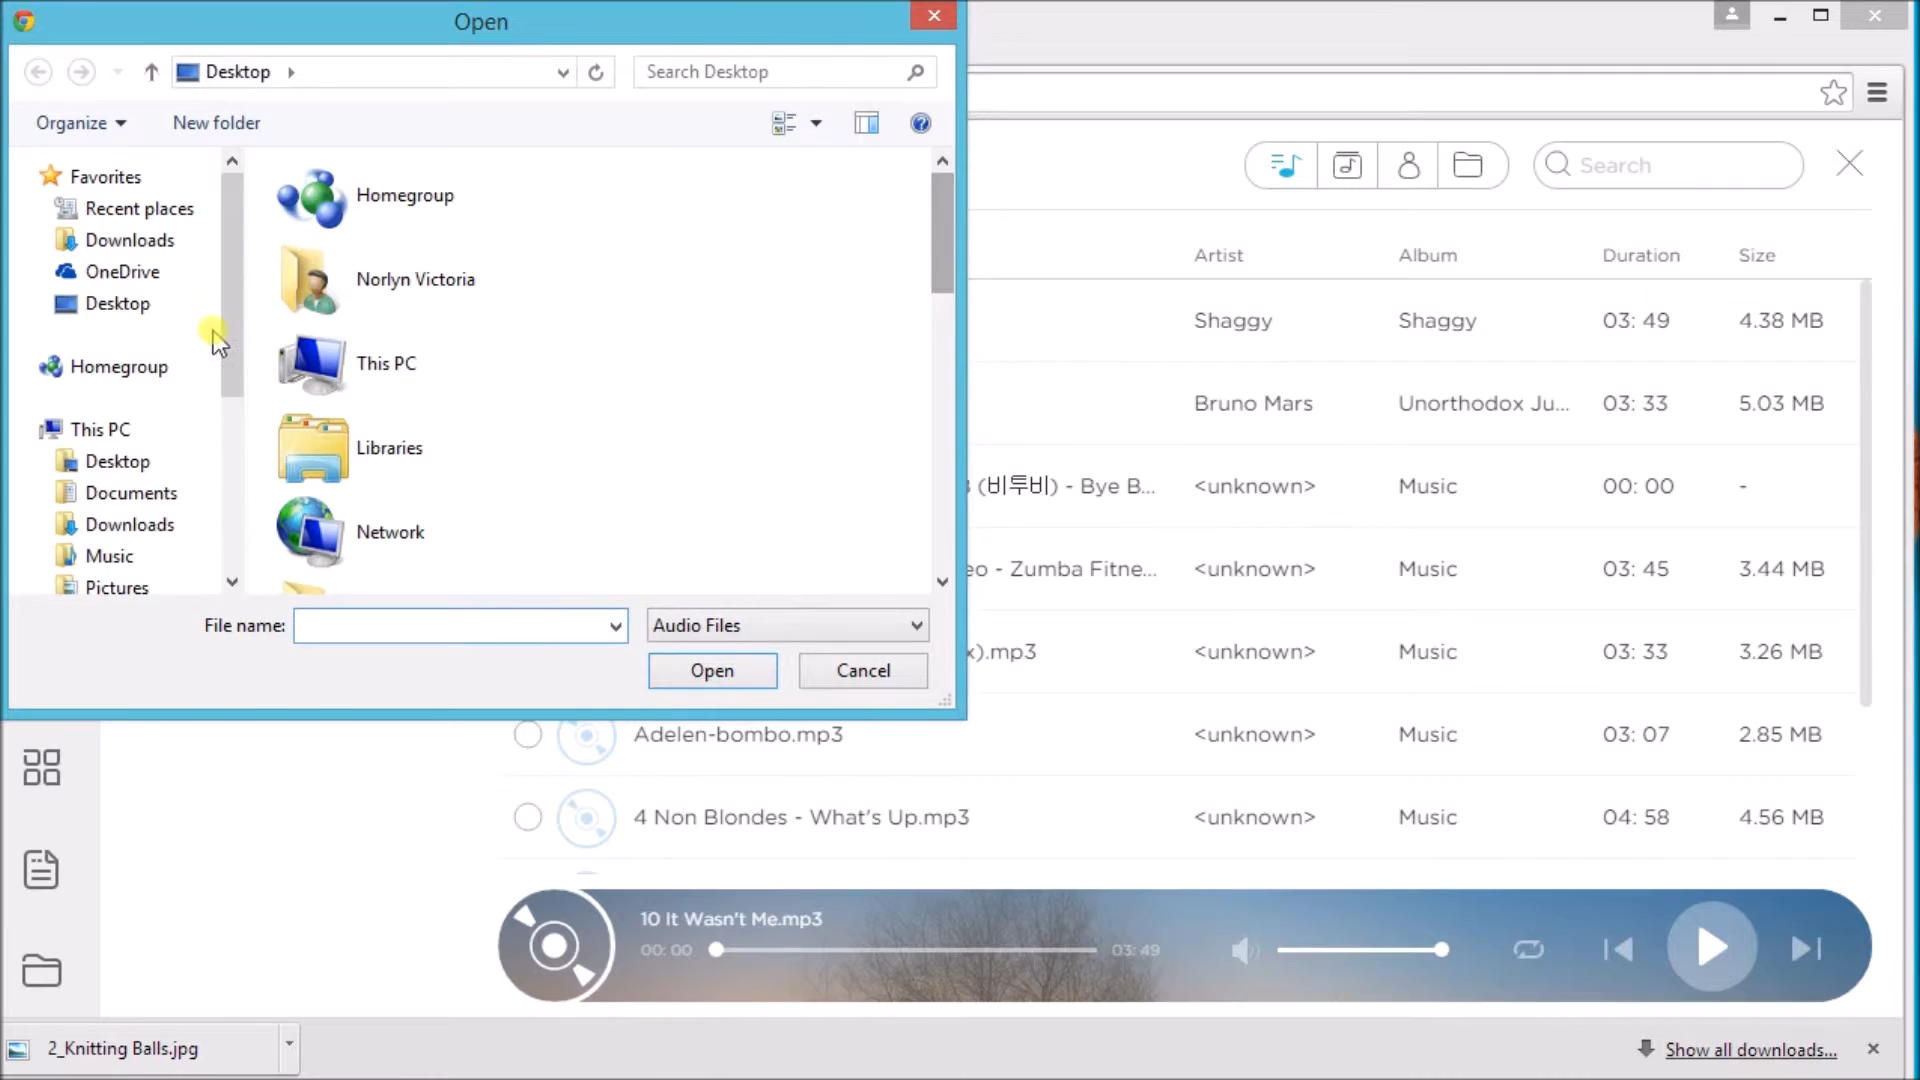 Open
Desktop
Search Desktop
Organize
New folder
Favorites
Recent places
Downloads
OneDrive
Desktop
Homegroup
This PC
Desktop
Documents
Downloads
Music
Pictures
Homegroup
Norlyn Victoria
This PC
Libraries
Network
File name:
Audio Files
Open
Cancel
Search
Artist Album Duration Size
Shaggy Shaggy 03: 49 4.38 MB
Bruno Mars Unorthodox Ju... 03: 33 5.03 MB
(비투비) - Bye B... <unknown> Music 00: 00 -
eo - Zumba Fitne... <unknown> Music 03: 45 3.44 MB
x).mp3 <unknown> Music 03: 33 3.26 MB
Adelen-bombo.mp3 <unknown> Music 03: 07 2.85 MB
4 Non Blondes - What's Up.mp3 <unknown> Music 04: 58 4.56 MB
10 It Wasn't Me.mp3
00: 00 03: 49
2_Knitting Balls.jpg
Show all downloads...